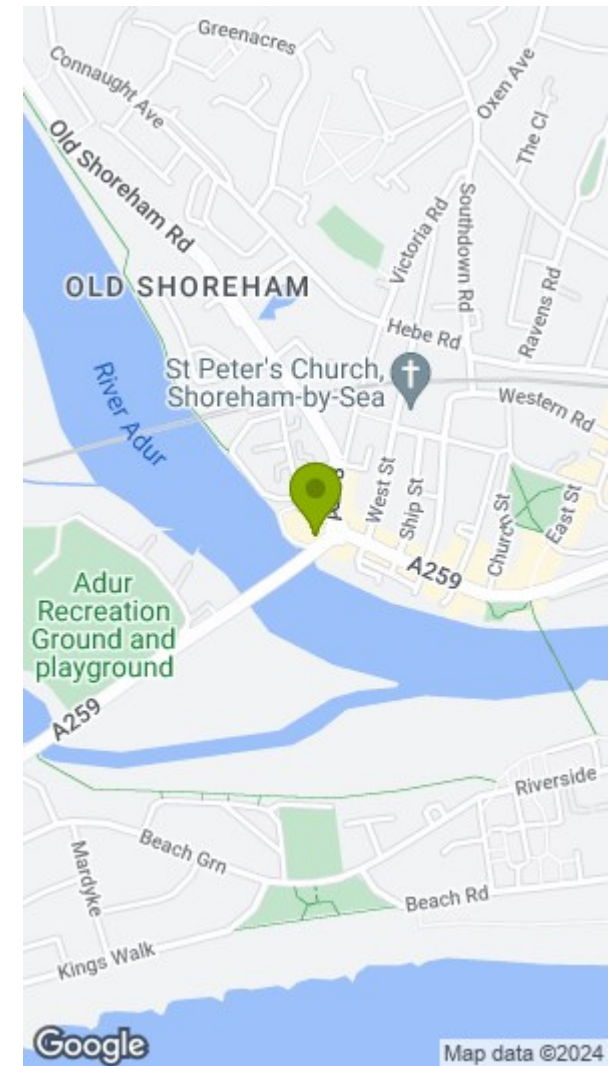 Greenacres
Connaught Ave
Oxen Ave
The Cl
Old Shoreham Rd
Victoria Rd
Southdown Rd
Ravens Rd
OLD SHOREHAM
Hebe Rd
St Peter's Church,
Shoreham-by-Sea
Western Rd
River Adur
West St
Ship St
Church St
East St
A259
Adur
Recreation
Ground and
playground
A259
Riverside
Beach Grn
Mardyke
Beach Rd
Kings Walk
Google
Map data ©2024